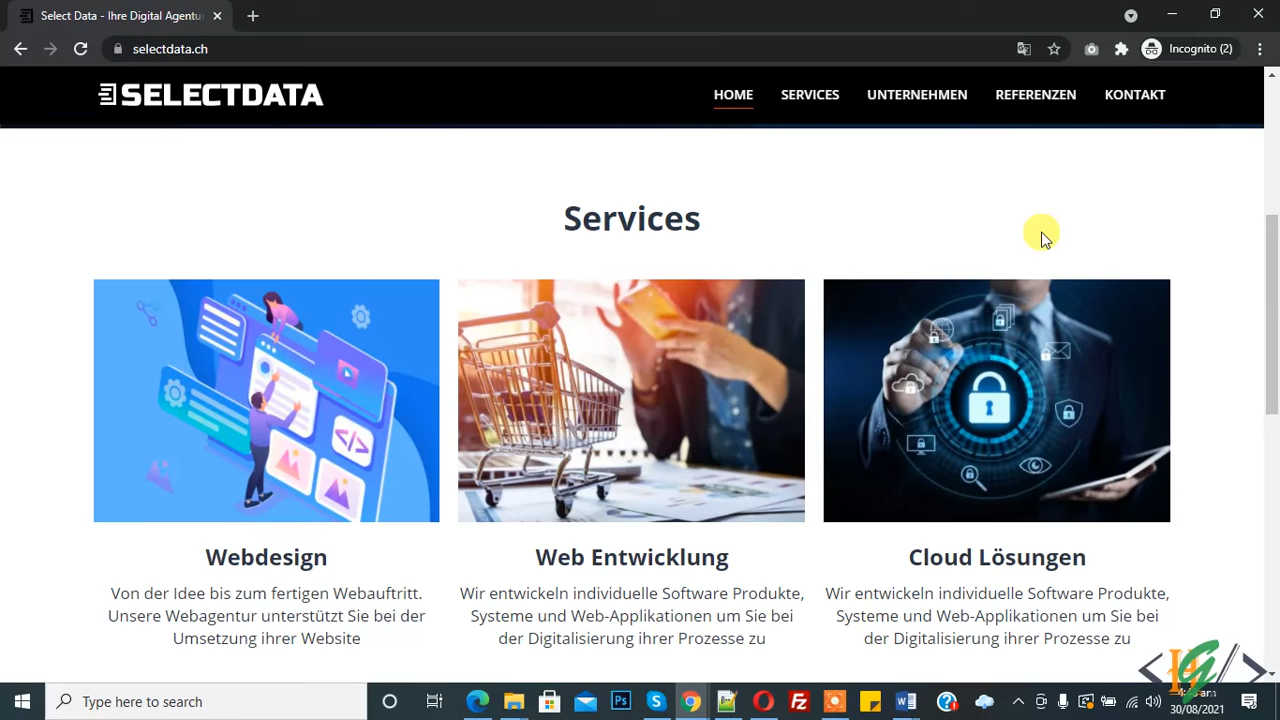 Select Data - Ihre Digital Agentur
selectdata.ch
Incognito (2)
SELECTDATA
HOME
SERVICES
UNTERNEHMEN
REFERENZEN
KONTAKT
Services
Webdesign
Von der Idee bis zum fertigen Webauftritt.
Unsere Webagentur unterstützt Sie bei der
Umsetzung ihrer Website
Web Entwicklung
Wir entwickeln individuelle Software Produkte,
Systeme und Web-Applikationen um Sie bei
der Digitalisierung ihrer Prozesse zu
Cloud Lösungen
Wir entwickeln individuelle Software Produkte,
Systeme und Web-Applikationen um Sie bei
der Digitalisierung ihrer Prozesse zu
Type here to search
30/08/2021